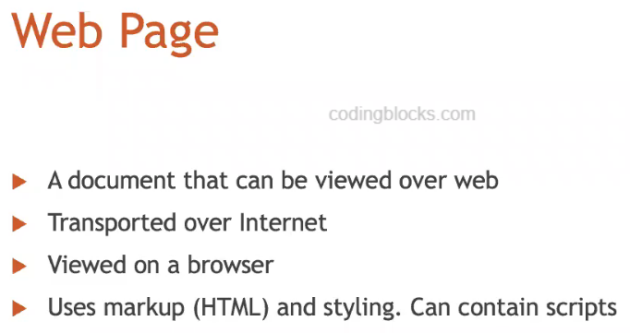 Web Page
codingblocks.com
A document that can be viewed over web
Transported over Internet
Viewed on a browser
Uses markup (HTML) and styling. Can contain scripts